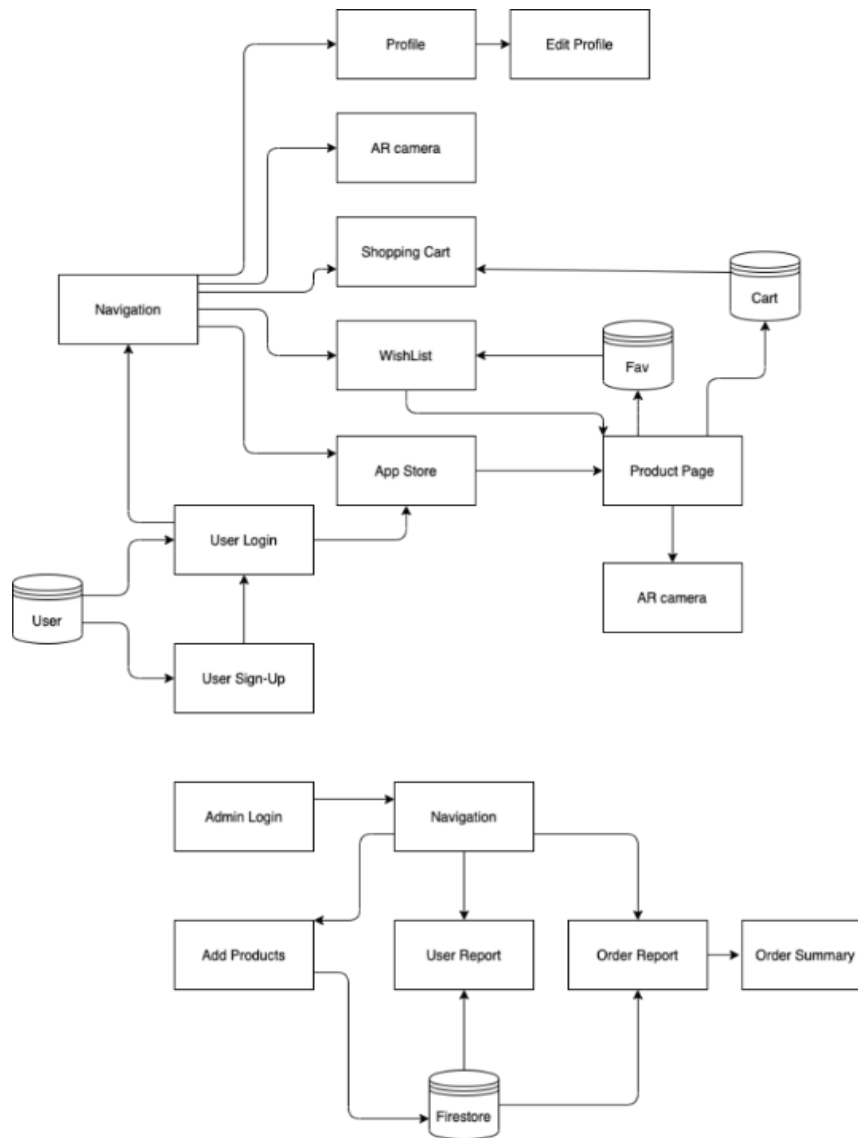 Profile
Edit Profile
AR camera
Shopping Cart
Cart
Navigation
WishList
Fav
App Store
Product Page
User Login
AR camera
User
User Sign-Up
Admin Login
Navigation
Add Products
User Report
Order Report
Order Summary
Firestore